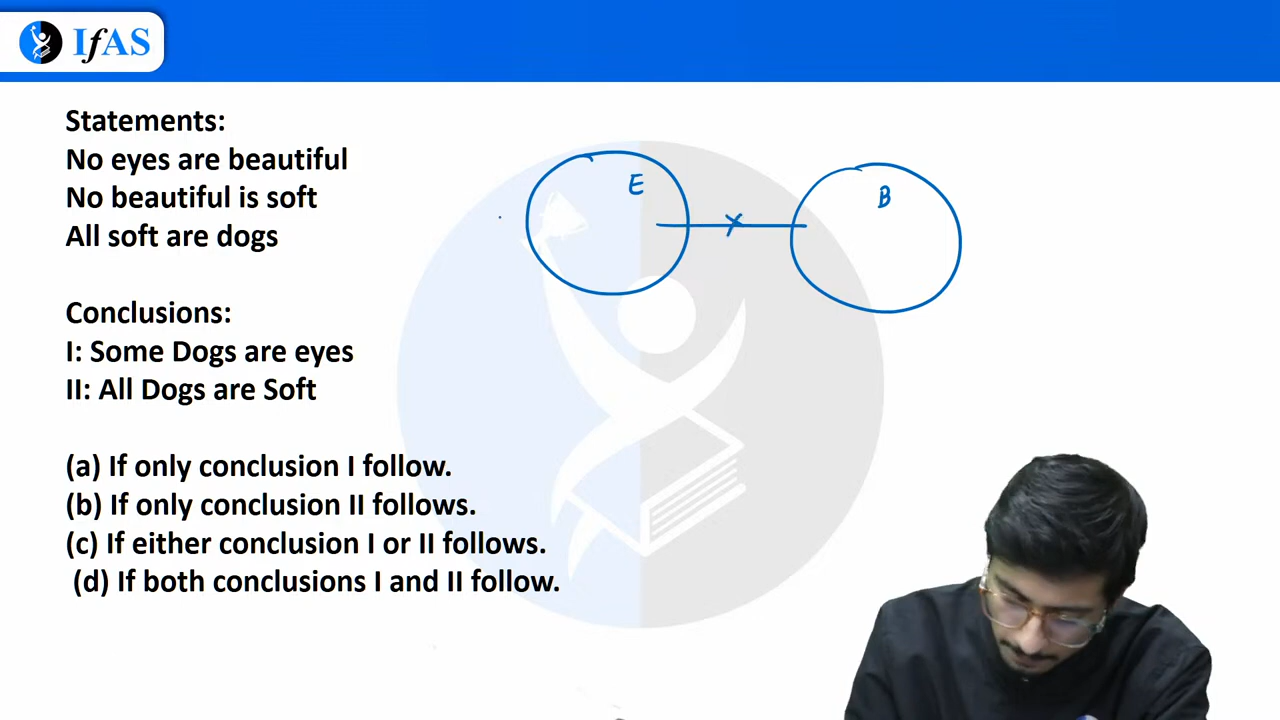 IfAS
Statements:
No eyes are beautiful
No beautiful is soft
All soft are dogs
E
B
Conclusions:
I: Some Dogs are eyes
II: All Dogs are Soft
(a) If only conclusion I follow.
(b) If only conclusion II follows.
(c) If either conclusion I or II follows.
(d) If both conclusions I and II follow.